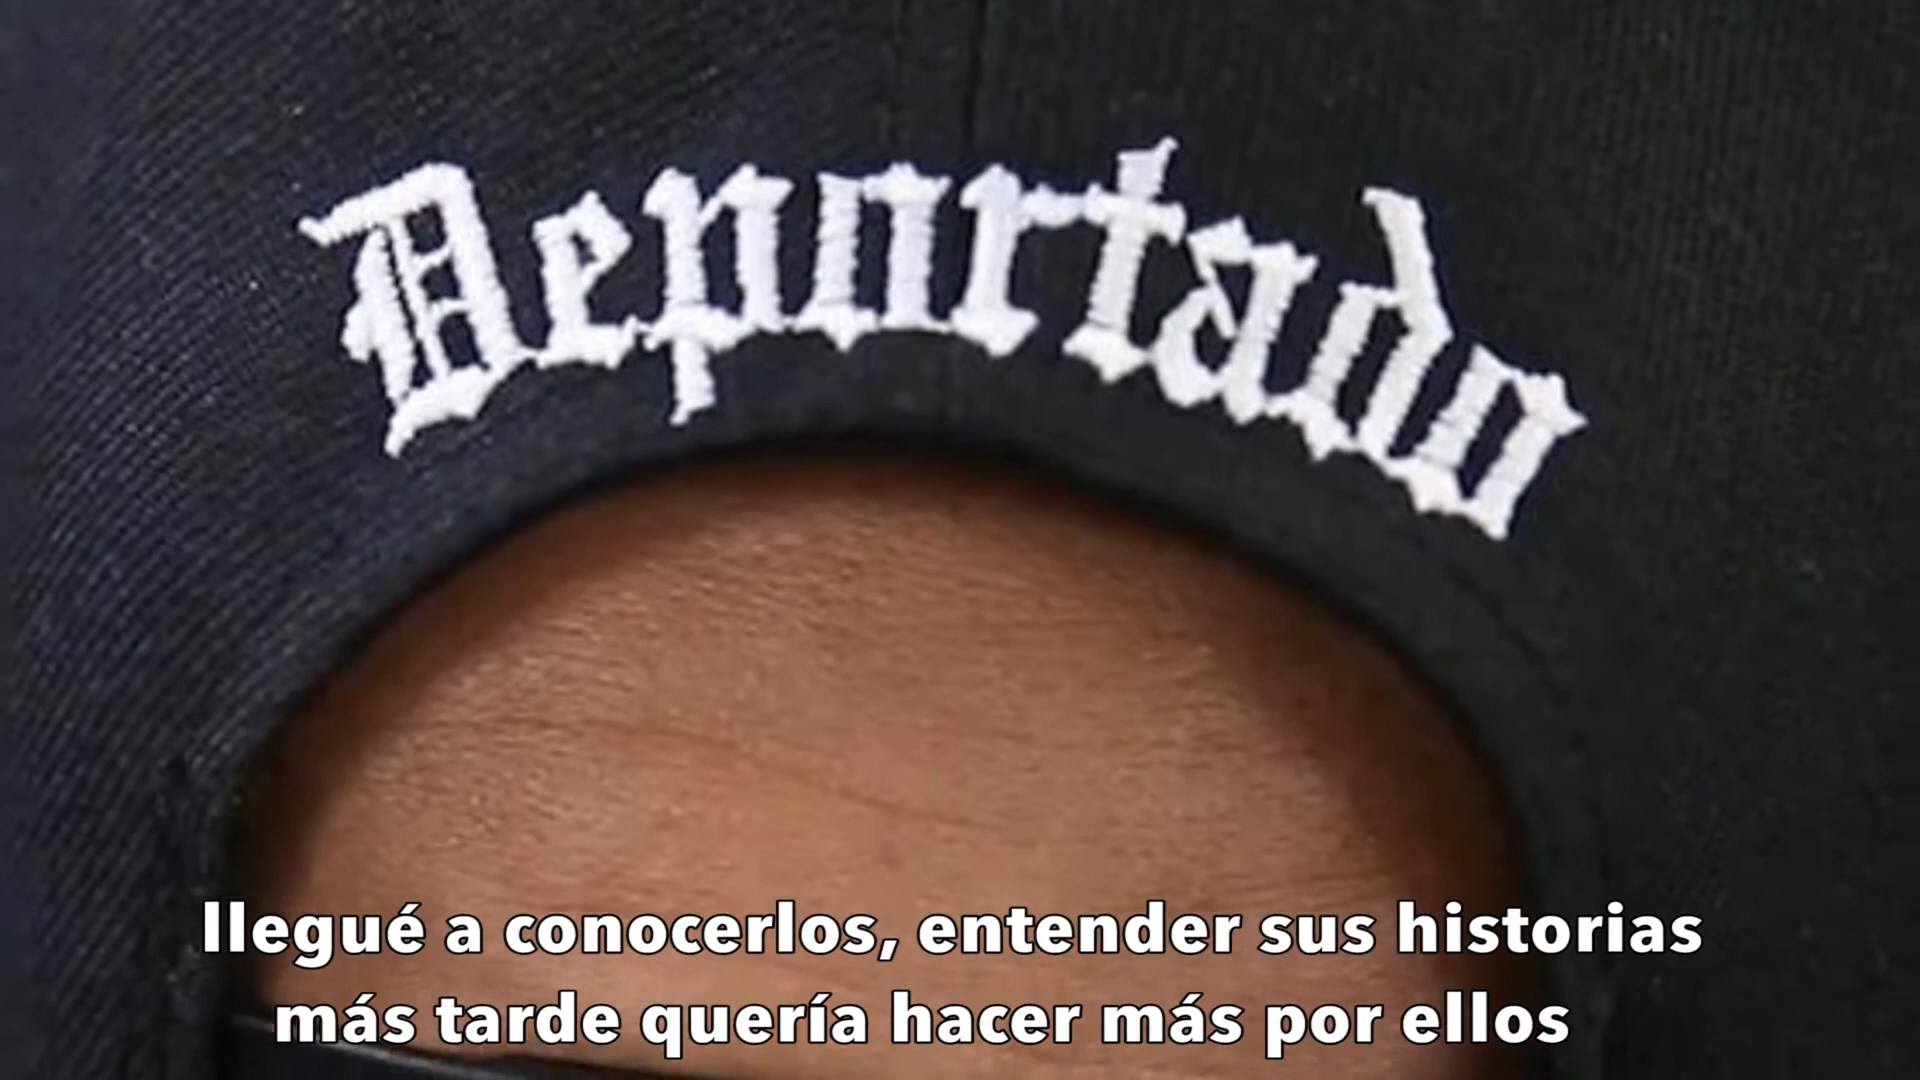 Deportado
llegué a conocerlos, entender sus historias
más tarde quería hacer más por ellos